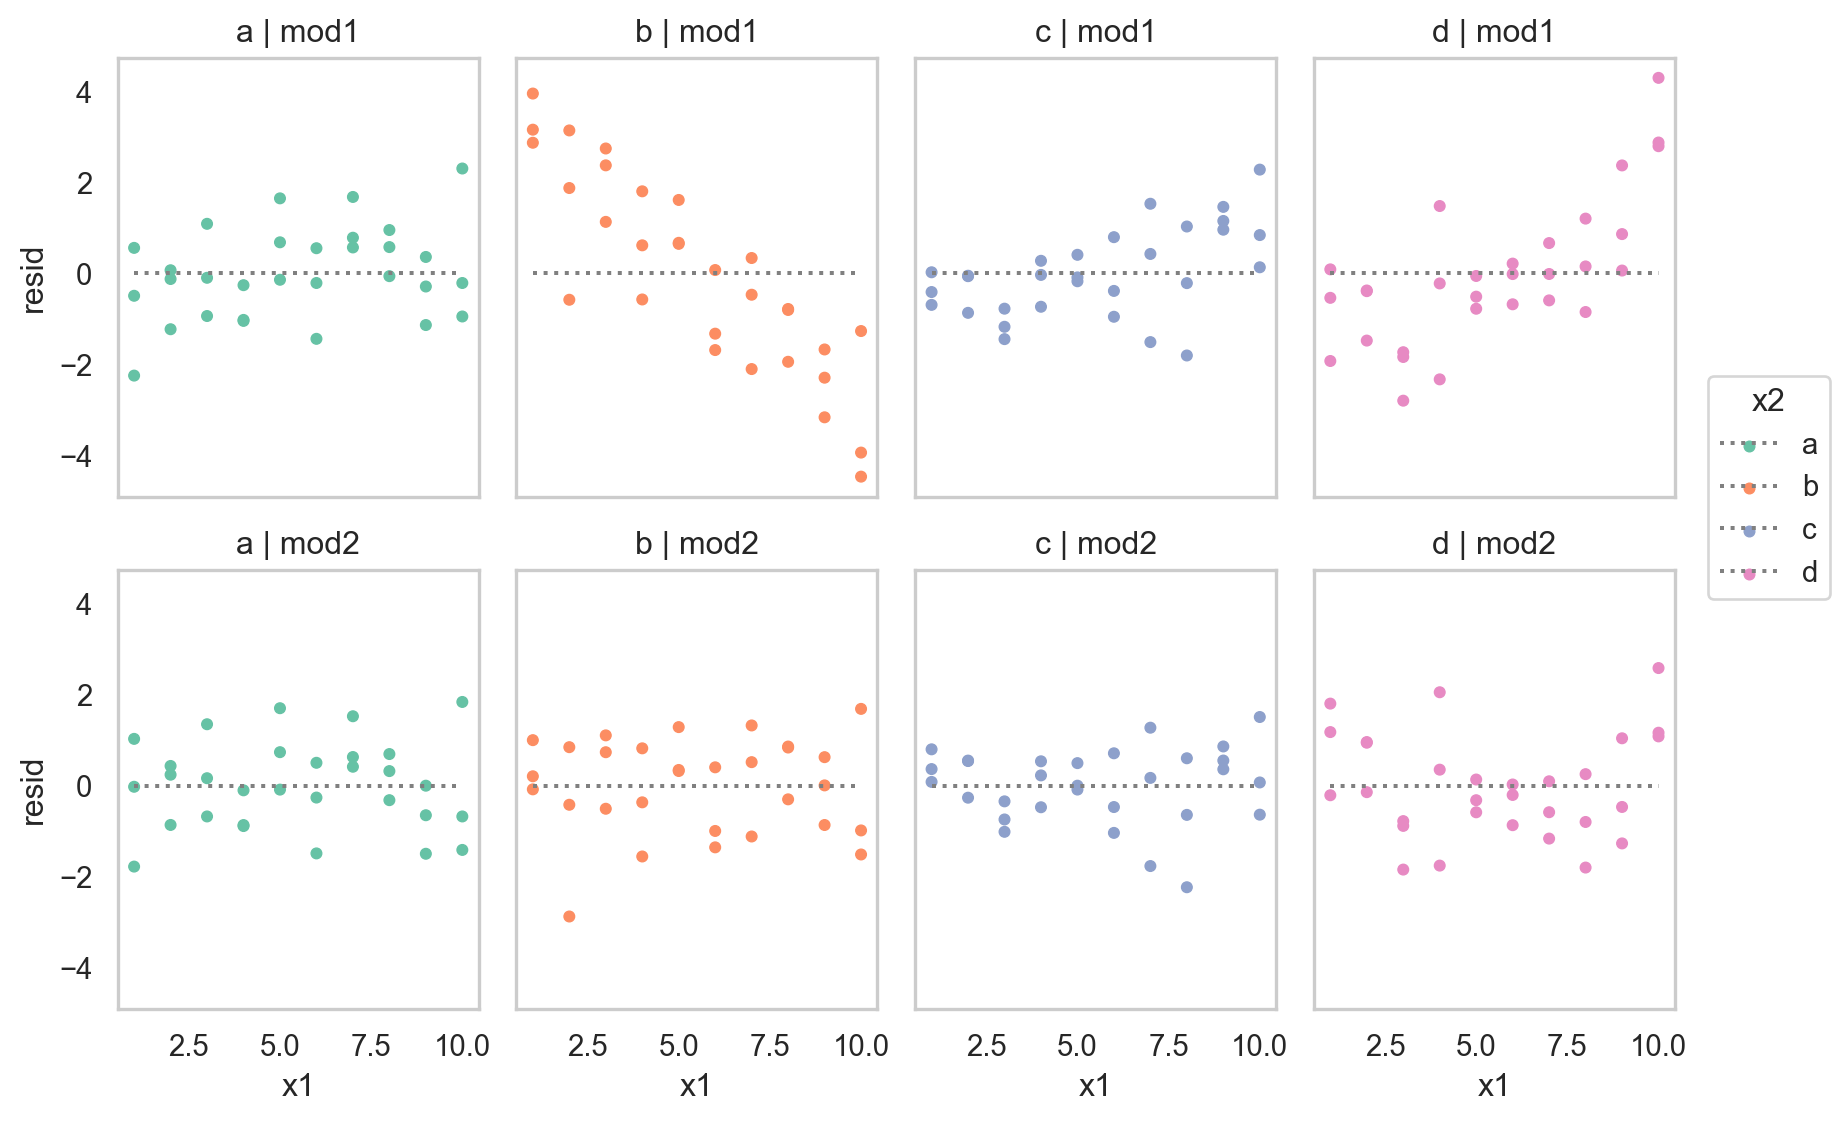 a | mod1
b | mod1
c | mod1
d | mod1
4
2
0
−2
−4
resid
a | mod2
b | mod2
c | mod2
d | mod2
4
2
0
−2
−4
resid
2.5 5.0 7.5 10.0
2.5 5.0 7.5 10.0
2.5 5.0 7.5 10.0
2.5 5.0 7.5 10.0
x1
x1
x1
x1
x2
a
b
c
d